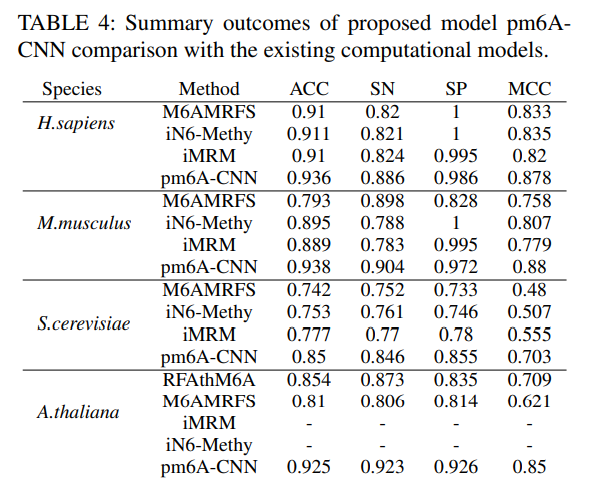 TABLE 4: Summary outcomes of proposed model pm6A-
CNN comparison with the existing computational models.
Species Method ACC SN SP MCC
H.sapiens M6AMRFS 0.91 0.82 1 0.833
iN6-Methy 0.911 0.821 1 0.835
iMRM 0.91 0.824 0.995 0.82
pm6A-CNN 0.936 0.886 0.986 0.878
M.musculus M6AMRFS 0.793 0.898 0.828 0.758
iN6-Methy 0.895 0.788 1 0.807
iMRM 0.889 0.783 0.995 0.779
pm6A-CNN 0.938 0.904 0.972 0.88
S.cerevisiae M6AMRFS 0.742 0.752 0.733 0.48
iN6-Methy 0.753 0.761 0.746 0.507
iMRM 0.777 0.77 0.78 0.555
pm6A-CNN 0.85 0.846 0.855 0.703
A.thaliana RFAthM6A 0.854 0.873 0.835 0.709
M6AMRFS 0.81 0.806 0.814 0.621
iMRM - - - -
iN6-Methy - - - -
pm6A-CNN 0.925 0.923 0.926 0.85